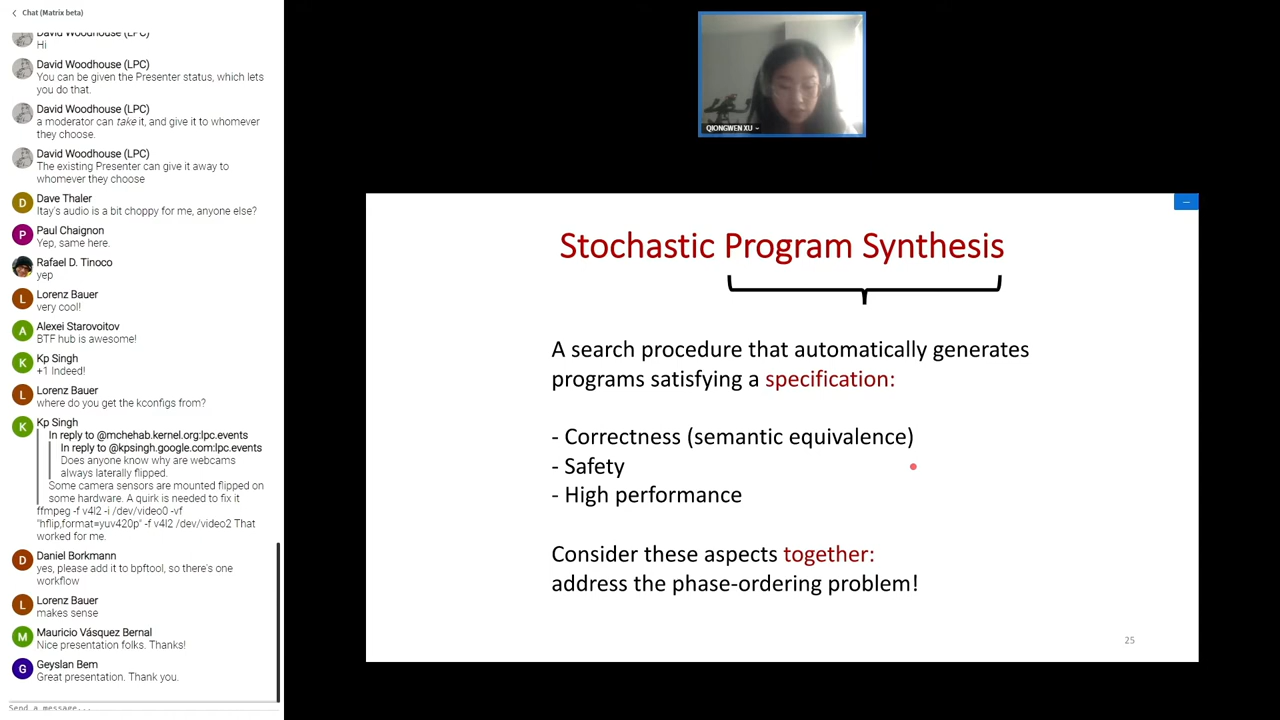 Chat (Matrix beta)
David Woodhouse (LPC)
Hi
David Woodhouse (LPC)
You can be given the Presenter status, which lets
you do that.
David Woodhouse (LPC)
a moderator can take it, and give it to whomever
they choose.
David Woodhouse (LPC)
The existing Presenter can give it away to
whomever they choose
D
Dave Thaler
Itay's audio is a bit choppy for me, anyone else?
P
Paul Chaignon
Yep, same here.
Rafael D. Tinoco
yep
L
Lorenz Bauer
very cool!
A
Alexei Starovoitov
BTF hub is awesome!
K
Kp Singh
+1 Indeed!
L
Lorenz Bauer
where do you get the kconfigs from?
K
Kp Singh
In reply to @mchehab.kernel.org:lpc.events
In reply to @kpsingh.google.com:lpc.events
Does anyone know why are webcams
always laterally flipped.
Some camera sensors are mounted flipped on
some hardware. A quirk is needed to fix it
ffmpeg -f v4l2 -i /dev/video0 -vf
"hflip,format=yuv420p" -f v4l2 /dev/video2 That
worked for me.
D
Daniel Borkmann
yes, please add it to bpftool, so there's one
workflow
L
Lorenz Bauer
makes sense
M
Mauricio Vásquez Bernal
Nice presentation folks. Thanks!
G
Geyslan Bem
Great presentation. Thank you.
Send a message...
QIONGWEN XU
Stochastic Program Synthesis
A search procedure that automatically generates
programs satisfying a specification:
- Correctness (semantic equivalence)
- Safety
- High performance
Consider these aspects together:
address the phase-ordering problem!
25